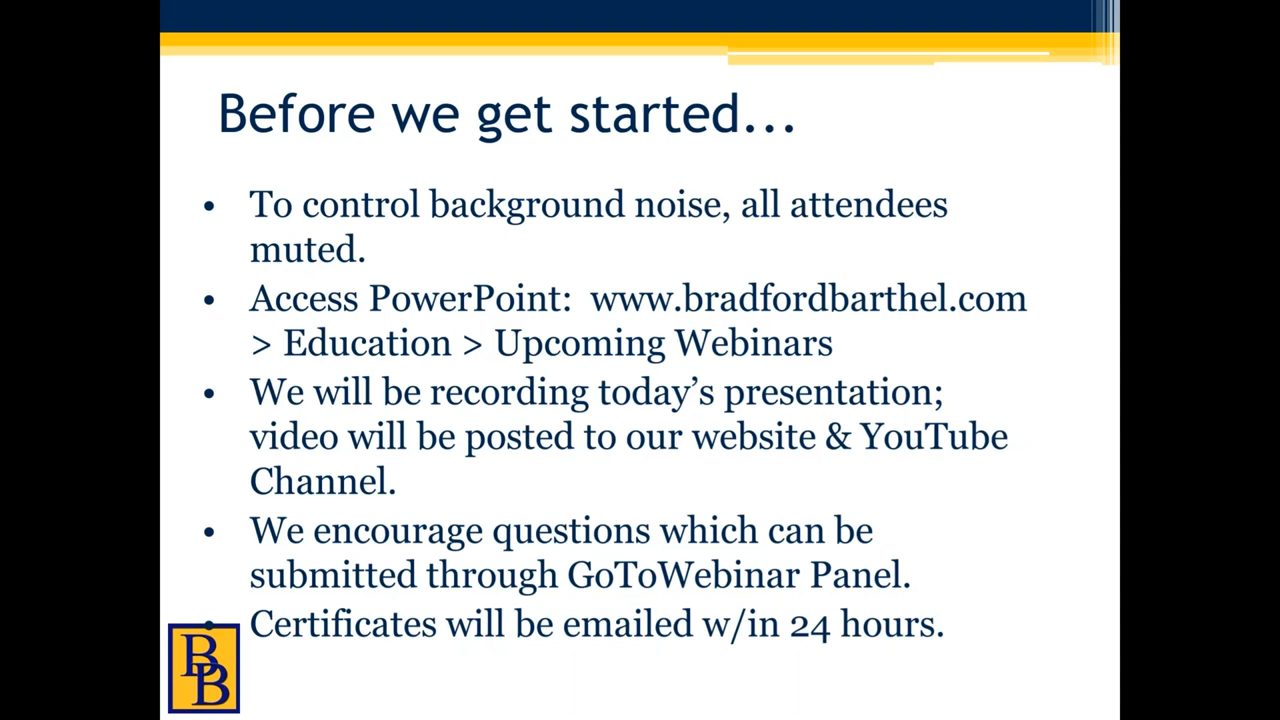 Before we get started...
• To control background noise, all attendees
muted.
• Access PowerPoint: www.bradfordbarthel.com
> Education > Upcoming Webinars
• We will be recording today’s presentation;
video will be posted to our website & YouTube
Channel.
• We encourage questions which can be
submitted through GoToWebinar Panel.
• Certificates will be emailed w/in 24 hours.
BB